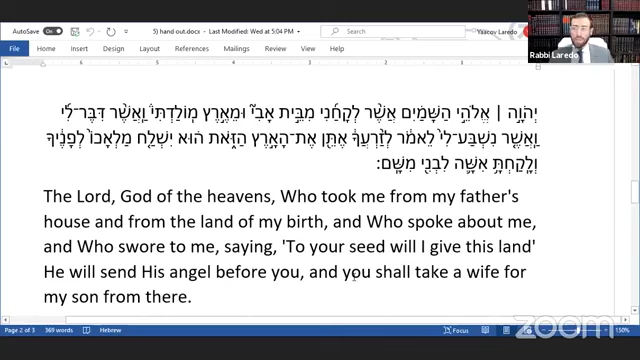 AutoSave On
5) hand out.docx - Last Modified: Wed at 5:04 PM
Search
Yaacov Laredo
File Home Insert Draw Design Layout References Mailings Review View Help
יְהֹוָ֣ה | אֱלֹהֵ֣י הַשָּׁמַ֗יִם אֲשֶׁ֨ר לְקָחַ֜נִי מִבֵּ֣ית אָבִי֘ וּמֵאֶ֣רֶץ מֽוֹלַדְתִּי֒ וַֽאֲשֶׁ֨ר דִּבֶּר־לִ֜י
וַֽאֲשֶׁ֤ר נִשְׁבַּע־לִי֙ לֵאמֹ֔ר לְזַ֨רְעֲךָ֔ אֶתֵּ֖ן אֶת־הָאָ֣רֶץ הַזֹּ֑את ה֗וּא יִשְׁלַ֤ח מַלְאָכוֹ֙ לְפָנֶ֔יךָ
וְלָֽקַחְתָּ֥ אִשָּׁ֛ה לִבְנִ֖י מִשָּֽׁם:
The Lord, God of the heavens, Who took me from my father's
house and from the land of my birth, and Who spoke about me,
and Who swore to me, saying, 'To your seed will I give this land'
He will send His angel before you, and you shall take a wife for
my son from there.
Page 2 of 3 369 words Hebrew
Focus
150%
Rabbi Laredo
zoom